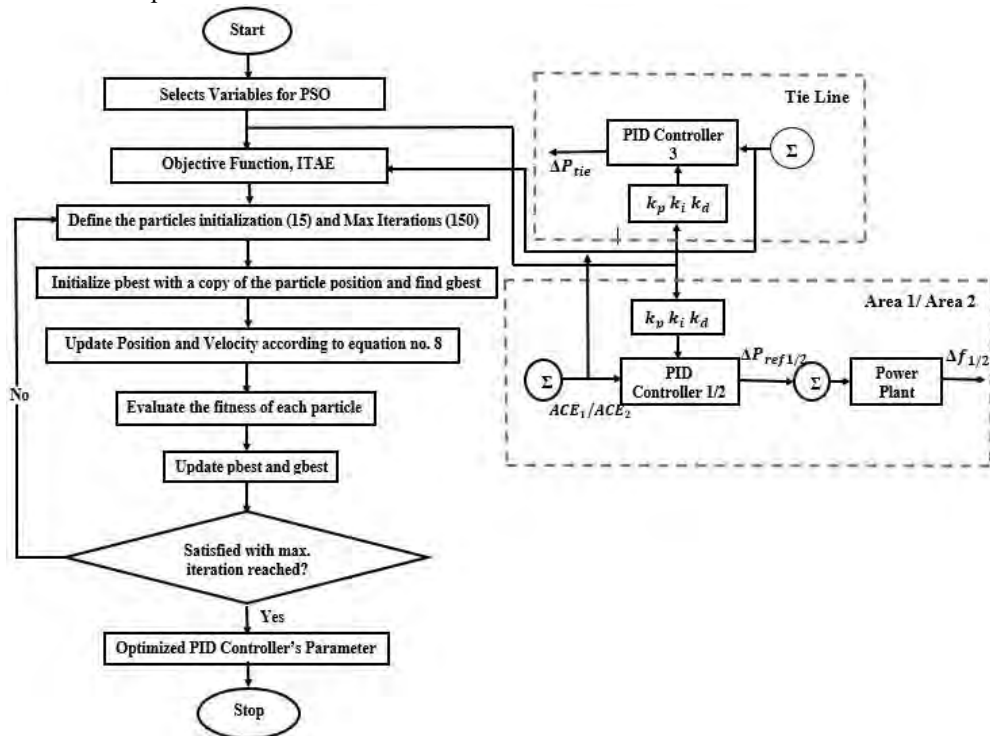 Start
Selects Variables for PSO
Objective Function, ITAE
Define the particles initialization (15) and Max Iterations (150)
Initialize pbest with a copy of the particle position and find gbest
Update Position and Velocity according to equation no. 8
No
Evaluate the fitness of each particle
Update pbest and gbest
Satisfied with max.
iteration reached?
Yes
Optimized PID Controller's Parameter
Stop
Tie Line
PID Controller
3
Σ
ΔP_tie
k_p k_i k_d
Area 1/ Area 2
k_p k_i k_d
Σ
ACE_1/ACE_2
PID
Controller 1/2
ΔP_ref1/2
Σ
Power
Plant
Δf_1/2